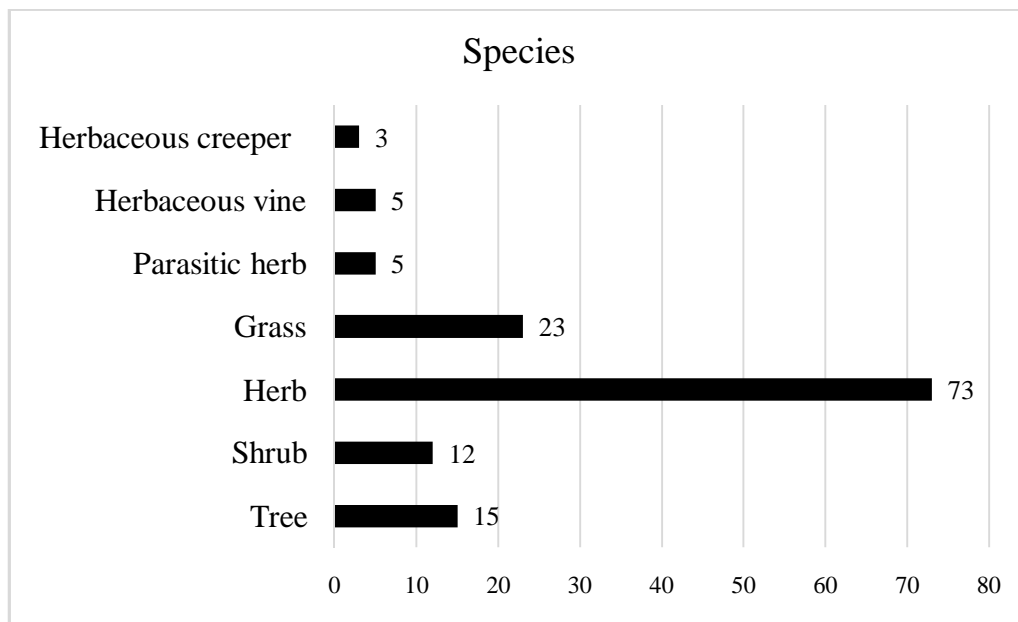 Species
Herbaceous creeper 3
Herbaceous vine 5
Parasitic herb 5
Grass 23
Herb 73
Shrub 12
Tree 15
0 10 20 30 40 50 60 70 80